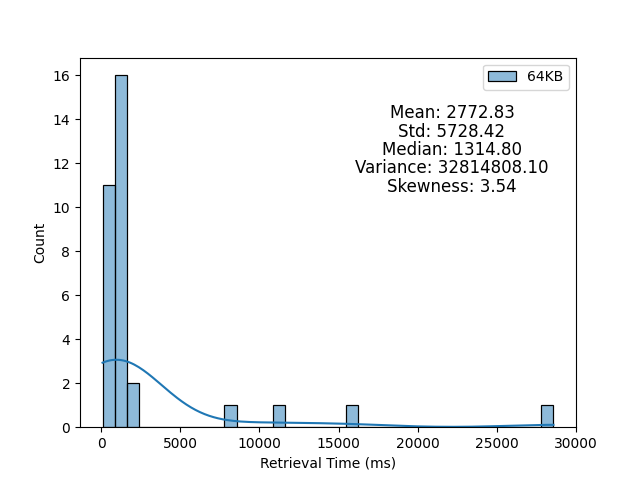 64KB
Mean: 2772.83
Std: 5728.42
Median: 1314.80
Variance: 32814808.10
Skewness: 3.54
16
14
12
10
8
6
4
2
0
Count
0 5000 10000 15000 20000 25000 30000
Retrieval Time (ms)